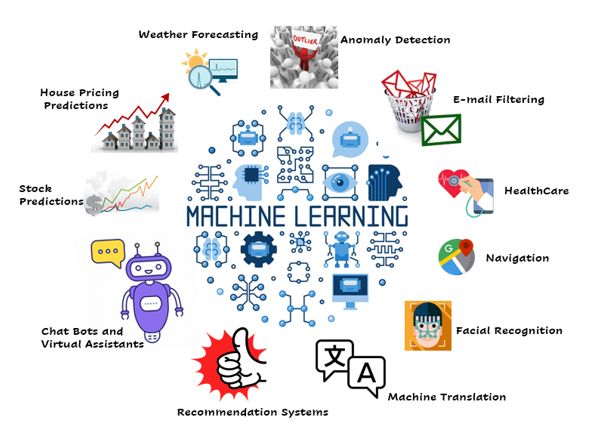 Weather Forecasting
OUTLIER
Anomaly Detection
House Pricing
Predictions
E-mail Filtering
Stock
Predictions
HealthCare
MACHINE LEARNING
Navigation
Chat Bots and
Virtual Assistants
Facial Recognition
文
A
Machine Translation
Recommendation Systems